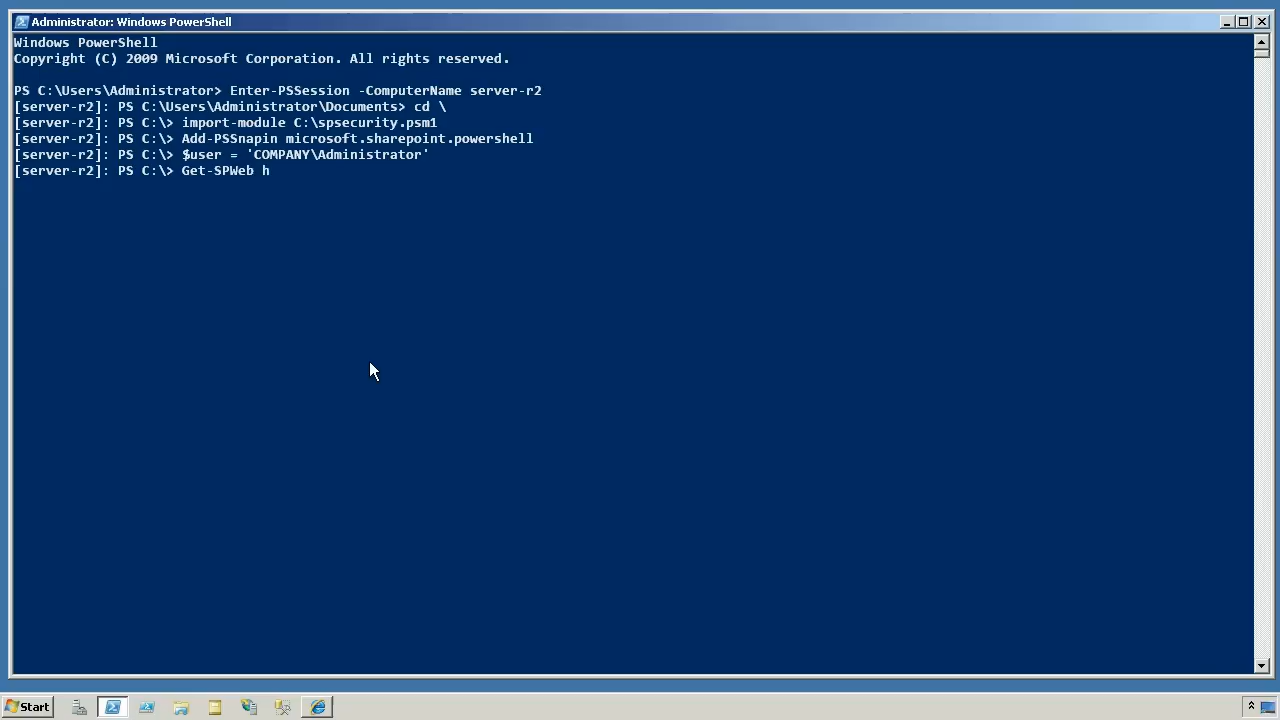 Administrator: Windows PowerShell
Windows PowerShell
Copyright (C) 2009 Microsoft Corporation. All rights reserved.
PS C:\Users\Administrator> Enter-PSSession -ComputerName server-r2
[server-r2]: PS C:\Users\Administrator\Documents> cd \
[server-r2]: PS C:\> import-module C:\spsecurity.psm1
[server-r2]: PS C:\> Add-PSSnapin microsoft.sharepoint.powershell
[server-r2]: PS C:\> $user = 'COMPANY\Administrator'
[server-r2]: PS C:\> Get-SPWeb h
Start